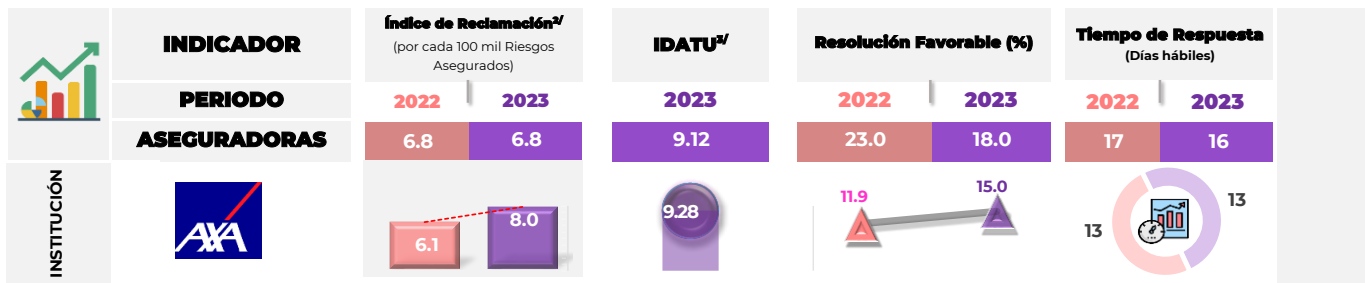 INDICADOR
Índice de Reclamación2/
(por cada 100 mil Riesgos
Asegurados)
IDATU3/
Resolución Favorable (%)
Tiempo de Respuesta
(Días hábiles)
PERIODO
2022 2023
2023
2022 2023
2022 2023
ASEGURADORAS
6.8 6.8
9.12
23.0 18.0
17 16
INSTITUCIÓN
AXA
6.1 8.0
9.28
11.9 15.0
13 13